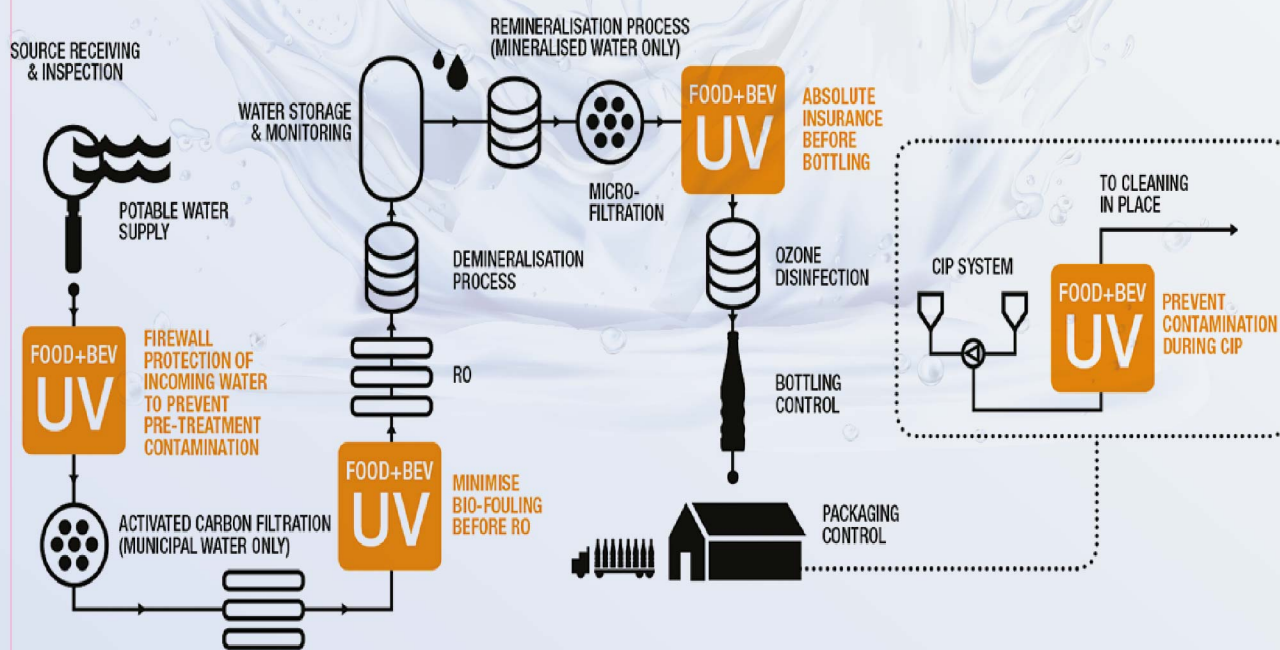 SOURCE RECEIVING
& INSPECTION
POTABLE WATER
SUPPLY
FOOD+BEV
UV
FIREWALL
PROTECTION OF
INCOMING WATER
TO PREVENT
PRE-TREATMENT
CONTAMINATION
ACTIVATED CARBON FILTRATION
(MUNICIPAL WATER ONLY)
FOOD+BEV
UV
MINIMISE
BIO-FOULING
BEFORE RO
RO
DEMINERALISATION
PROCESS
WATER STORAGE
& MONITORING
REMINERALISATION PROCESS
(MINERALISED WATER ONLY)
MICRO-
FILTRATION
FOOD+BEV
UV
ABSOLUTE
INSURANCE
BEFORE
BOTTLING
OZONE
DISINFECTION
BOTTLING
CONTROL
PACKAGING
CONTROL
CIP SYSTEM
FOOD+BEV
UV
PREVENT
CONTAMINATION
DURING CIP
TO CLEANING
IN PLACE